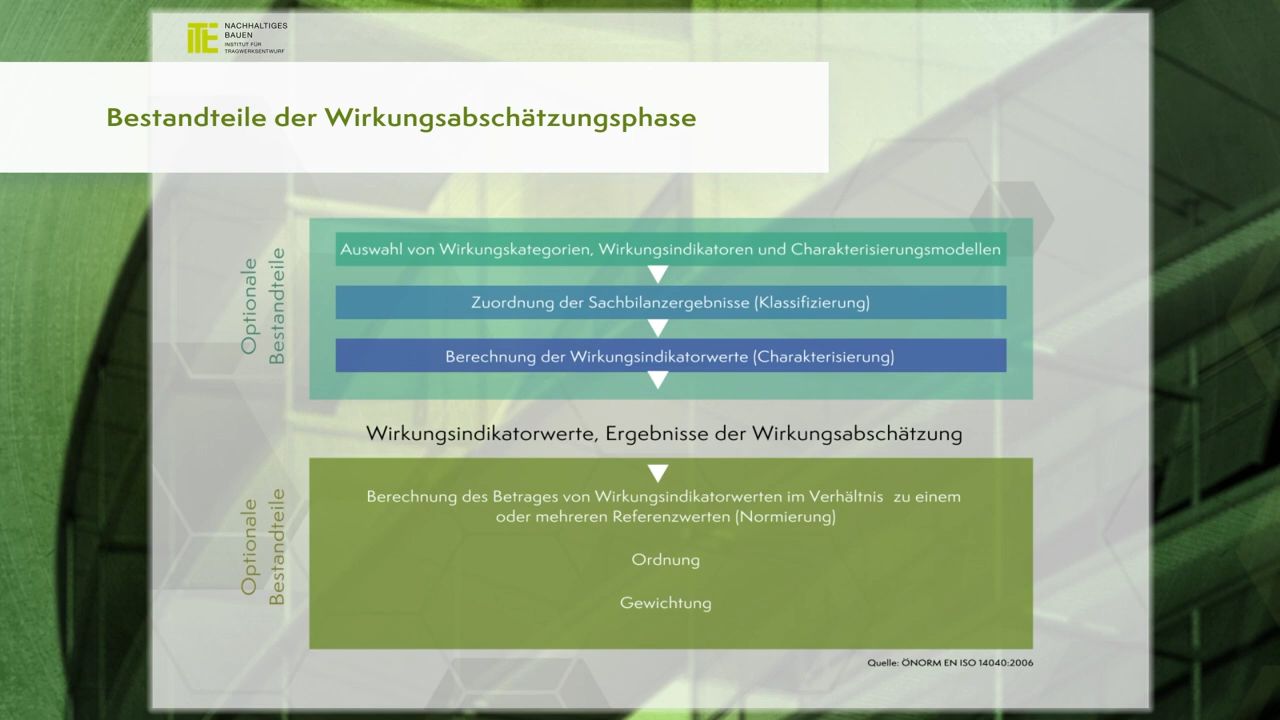 iTE
NACHHALTIGES
BAUEN
INSTITUT FÜR
TRAGWERKSENTWURF
Bestandteile der Wirkungsabschätzungsphase
Optionale
Bestandteile
Auswahl von Wirkungskategorien, Wirkungsindikatoren und Charakterisierungsmodellen
Zuordnung der Sachbilanzergebnisse (Klassifizierung)
Berechnung der Wirkungsindikatorwerte (Charakterisierung)
Wirkungsindikatorwerte, Ergebnisse der Wirkungsabschätzung
Optionale
Bestandteile
Berechnung des Betrages von Wirkungsindikatorwerten im Verhältnis zu einem
oder mehreren Referenzwerten (Normierung)
Ordnung
Gewichtung
Quelle: ÖNORM EN ISO 14040:2006